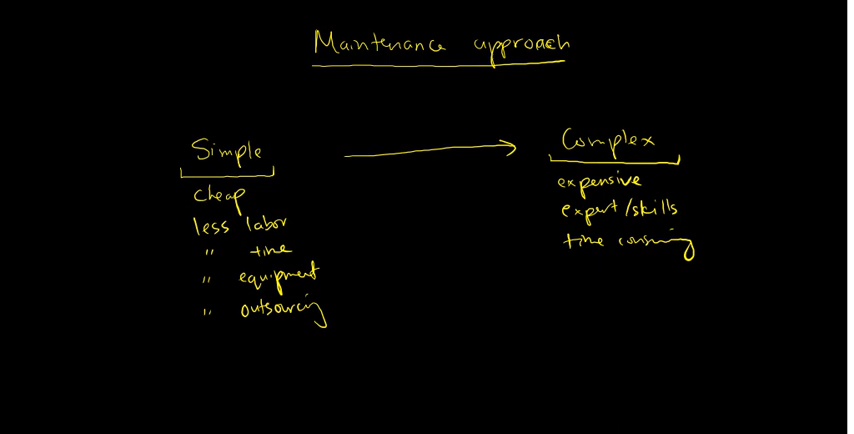 Maintenance approach
Simple
cheap
less labor
" time
" equipment
" outsourcing
Complex
expensive
expert/skills
time consuming